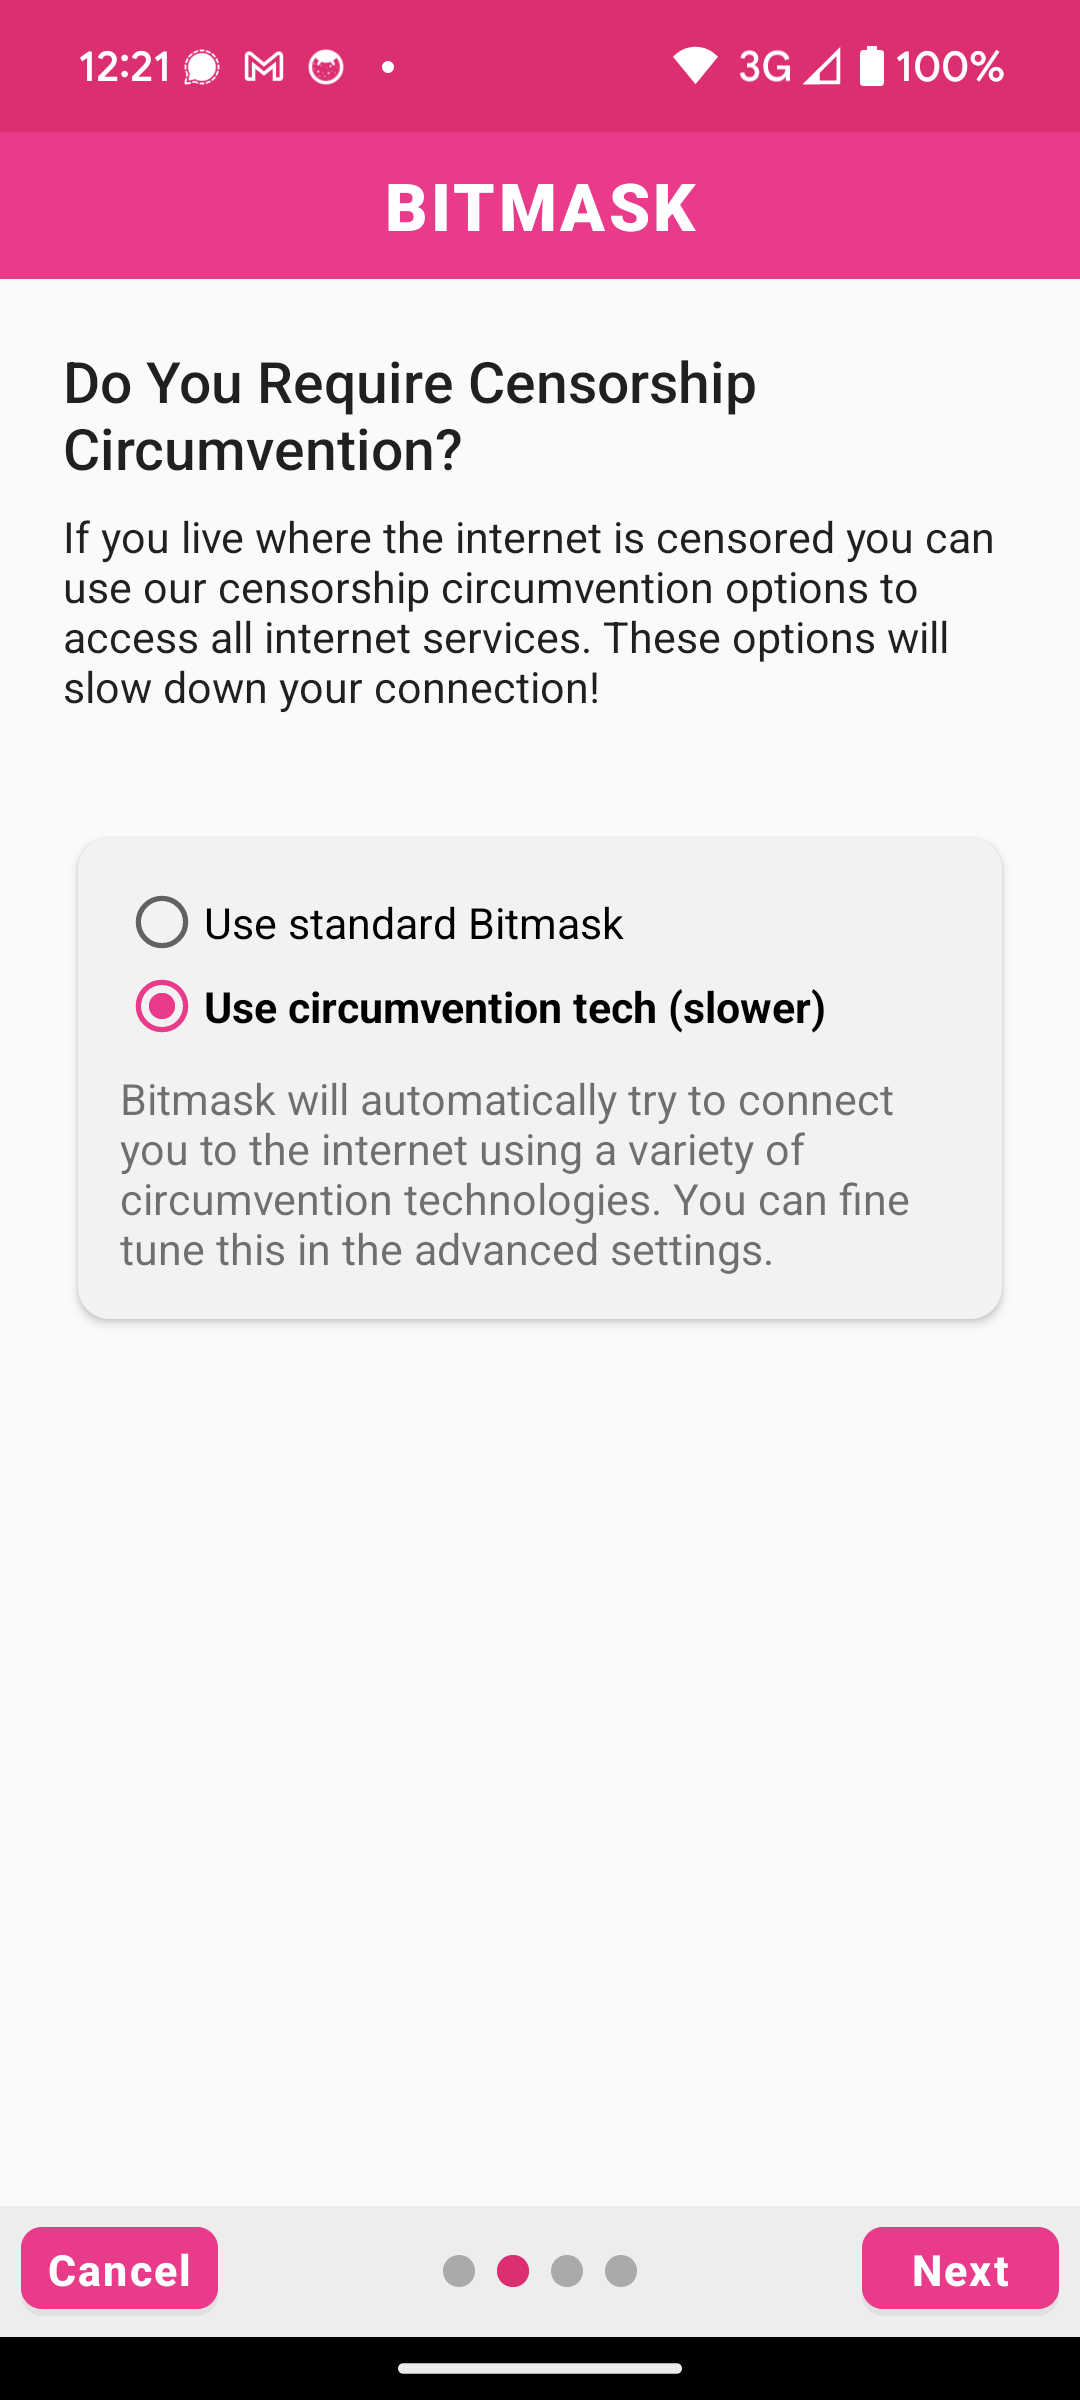 12:21
3G
100%
BITMASK
Do You Require Censorship
Circumvention?
If you live where the internet is censored you can
use our censorship circumvention options to
access all internet services. These options will
slow down your connection!
Use standard Bitmask
Use circumvention tech (slower)
Bitmask will automatically try to connect
you to the internet using a variety of
circumvention technologies. You can fine
tune this in the advanced settings.
Cancel
Next